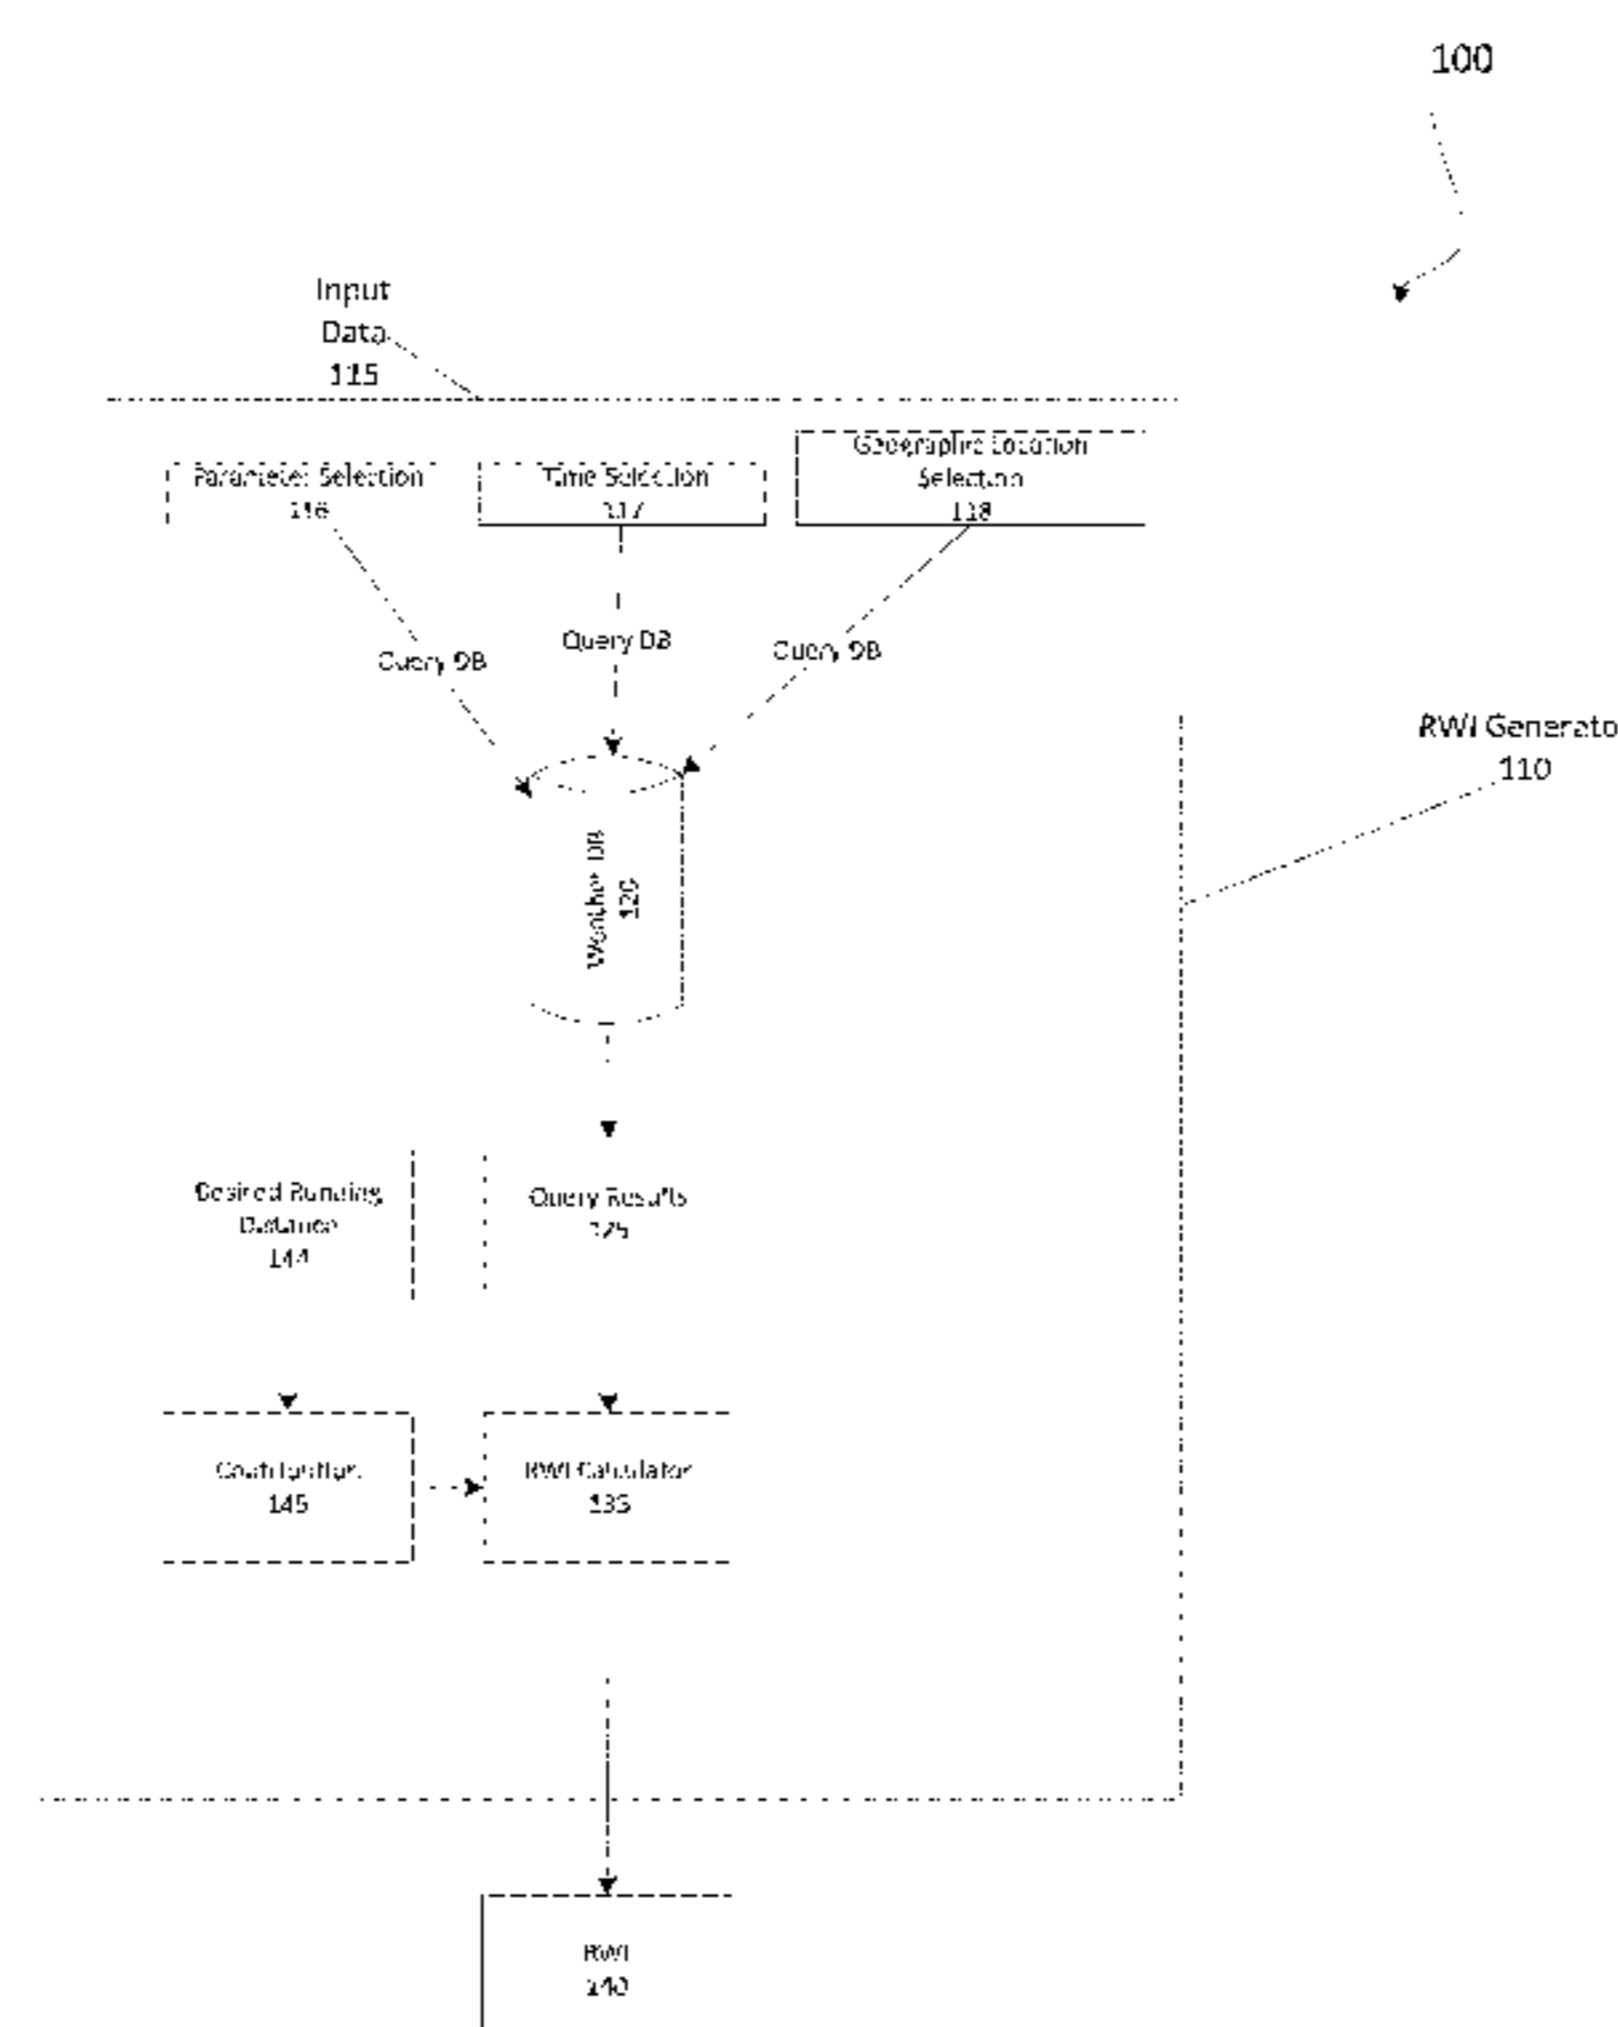 100
Input
Data
115
Geographic Location
Parameter Selection
Time Selection
Selection
116
117
118
Query DB
Query DB
Query DB
RWI Generato
110
Weather DB
120
Desired Running
Distance
144
Query Results
125
145
RWI Calculator
135
RWI
140